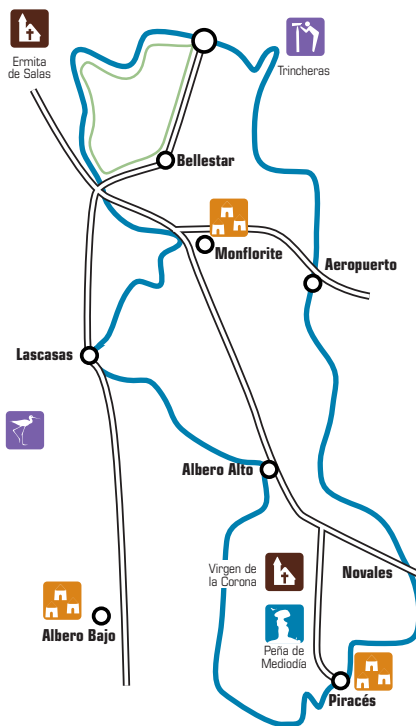 Ermita
de Salas
Trincheras
Bellestar
Monflorite
Aeropuerto
Lascasas
Albero Alto
Virgen de
la Corona
Novales
Albero Bajo
Peña de
Mediodía
Piracés